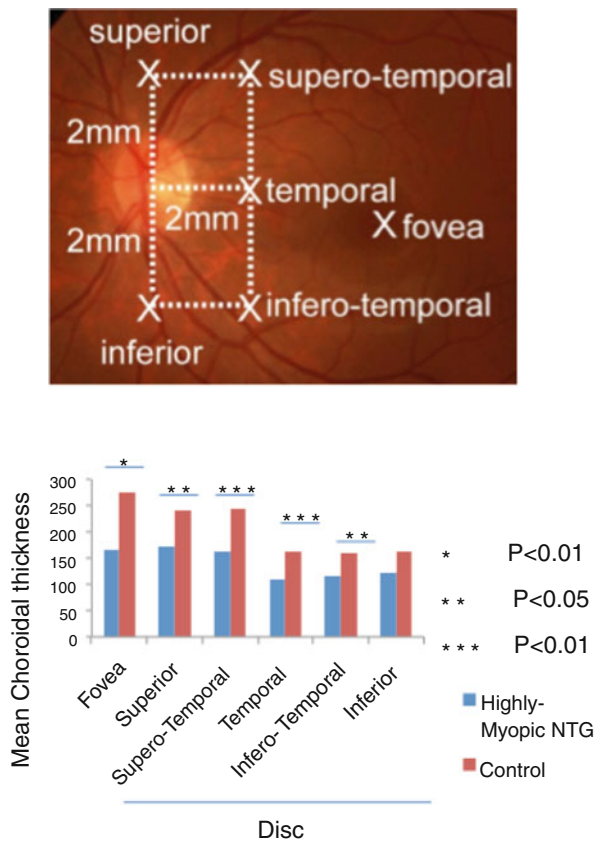 superior
X X supero-temporal
2mm
X temporal
2mm 2mm X fovea
X X infero-temporal
inferior
Mean Choroidal thickness
300
250
200
150
100
50
0
*
* *
* * *
* * *
* *
Fovea
Superior
Supero-Temporal
Temporal
Infero-Temporal
Inferior
Disc
* P<0.01
* * P<0.05
* * * P<0.01
Highly-
Myopic NTG
Control